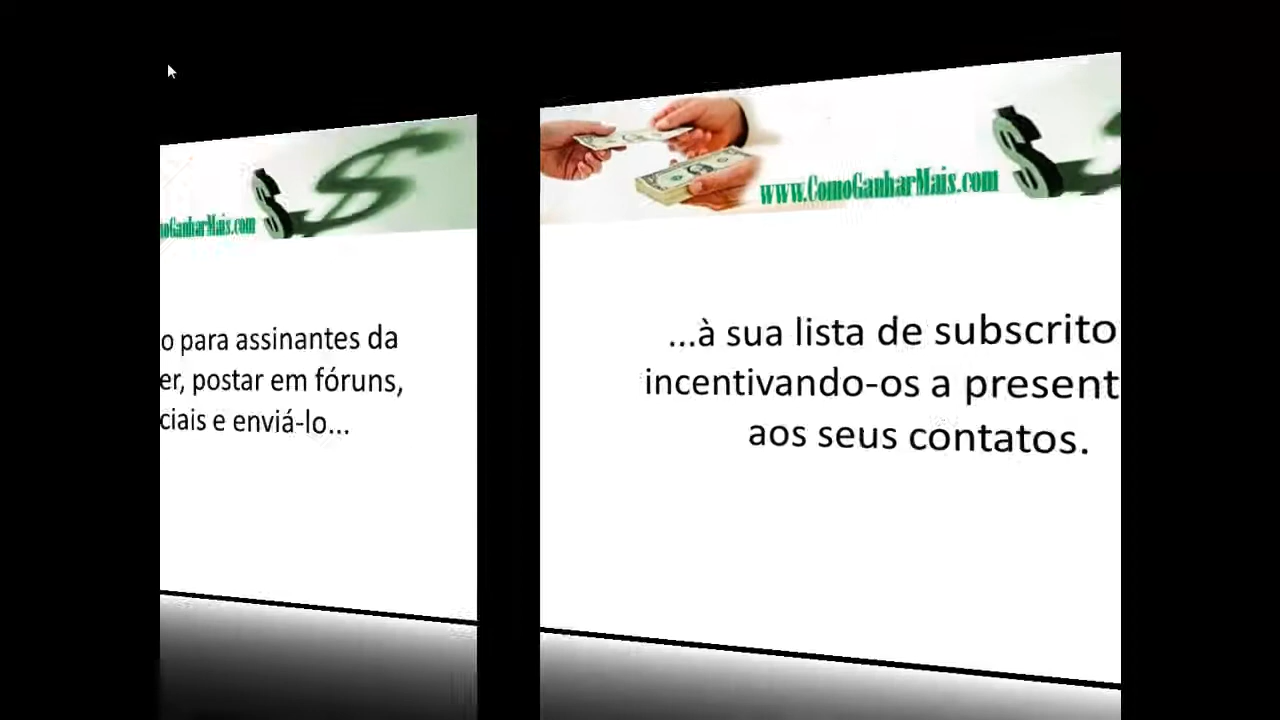 oGanharMais.com
o para assinantes da
er, postar em fóruns,
ciais e enviá-lo...
www.ComoGanharMais.com
...à sua lista de subscrito
incentivando-os a present
aos seus contatos.